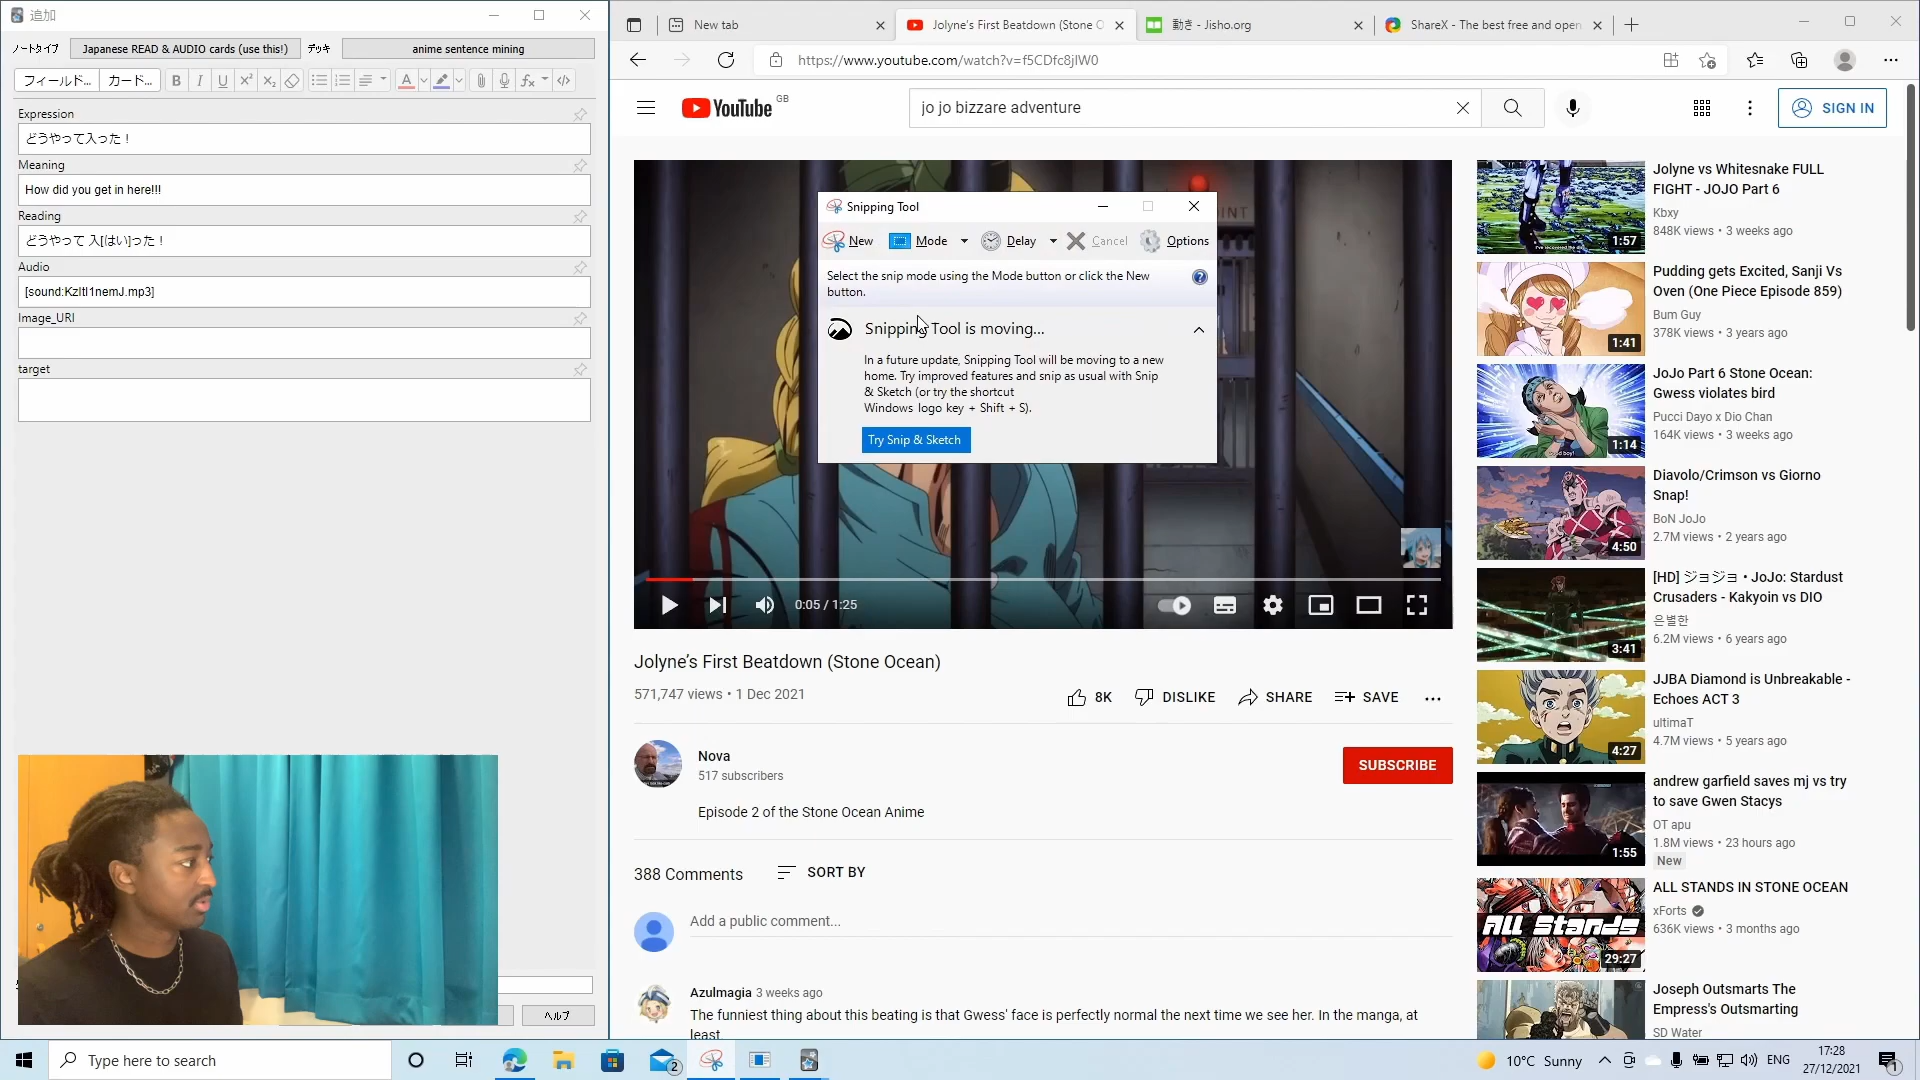 追加
ノートタイプ Japanese READ & AUDIO cards (use this!) デッキ anime sentence mining
フィールド... カード... B I U X² X₂ A fx </>
Expression
どうやって入った！
Meaning
How did you get in here!!!
Reading
どうやって 入[はい]った！
Audio
[sound:KzItI1nemJ.mp3]
Image_URI
target
ヘルプ
New tab
Jolyne's First Beatdown (Stone O
動き - Jisho.org
ShareX - The best free and open
https://www.youtube.com/watch?v=f5CDfc8jIW0
YouTube GB
jo jo bizzare adventure
SIGN IN
Snipping Tool
New Mode Delay Cancel Options
Select the snip mode using the Mode button or click the New
button.
Snipping Tool is moving...
In a future update, Snipping Tool will be moving to a new
home. Try improved features and snip as usual with Snip
& Sketch (or try the shortcut
Windows logo key + Shift + S).
Try Snip & Sketch
0:05 / 1:25
Jolyne's First Beatdown (Stone Ocean)
571,747 views • 1 Dec 2021
8K DISLIKE SHARE SAVE
Nova
517 subscribers
SUBSCRIBE
Episode 2 of the Stone Ocean Anime
388 Comments SORT BY
Add a public comment...
Azulmagia 3 weeks ago
The funniest thing about this beating is that Gwess' face is perfectly normal the next time we see her. In the manga, at
least
1:57
Jolyne vs Whitesnake FULL
FIGHT - JOJO Part 6
Kbxy
848K views • 3 weeks ago
1:41
Pudding gets Excited, Sanji Vs
Oven (One Piece Episode 859)
Bum Guy
378K views • 3 years ago
1:14
JoJo Part 6 Stone Ocean:
Gwess violates bird
Pucci Dayo x Dio Chan
164K views • 3 weeks ago
4:50
Diavolo/Crimson vs Giorno
Snap!
BoN JoJo
2.7M views • 2 years ago
3:41
[HD] ジョジョ • JoJo: Stardust
Crusaders - Kakyoin vs DIO
은별한
6.2M views • 6 years ago
4:27
JJBA Diamond is Unbreakable -
Echoes ACT 3
ultimaT
4.7M views • 5 years ago
1:55
andrew garfield saves mj vs try
to save Gwen Stacys
OT apu
1.8M views • 23 hours ago
New
All Stands
29:27
ALL STANDS IN STONE OCEAN
xForts
636K views • 3 months ago
Joseph Outsmarts The
Empress's Outsmarting
SD Water
Type here to search
2
10°C Sunny
ENG
17:28
27/12/2021
1